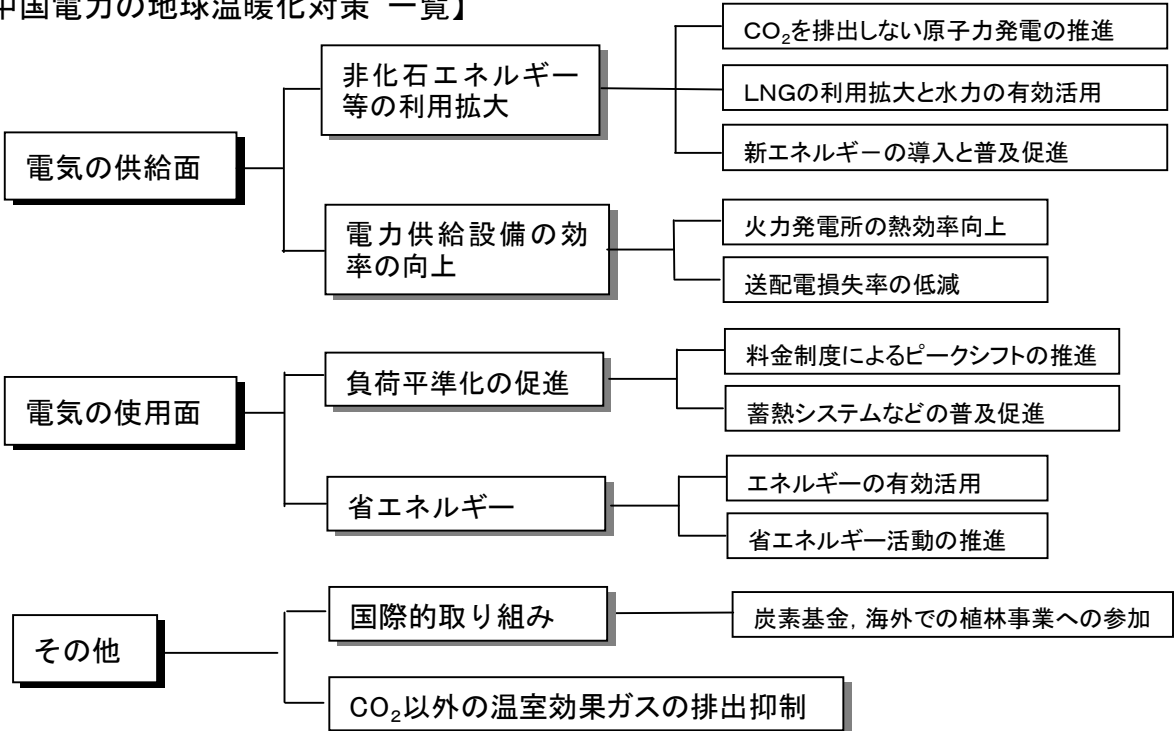 中国電力の地球温暖化対策 一覧】
電気の供給面
非化石エネルギー
等の利用拡大
CO₂を排出しない原子力発電の推進
LNGの利用拡大と水力の有効活用
新エネルギーの導入と普及促進
電力供給設備の効
率の向上
火力発電所の熱効率向上
送配電損失率の低減
電気の使用面
負荷平準化の促進
料金制度によるピークシフトの推進
蓄熱システムなどの普及促進
省エネルギー
エネルギーの有効活用
省エネルギー活動の推進
その他
国際的取り組み
炭素基金，海外での植林事業への参加
CO₂以外の温室効果ガスの排出抑制